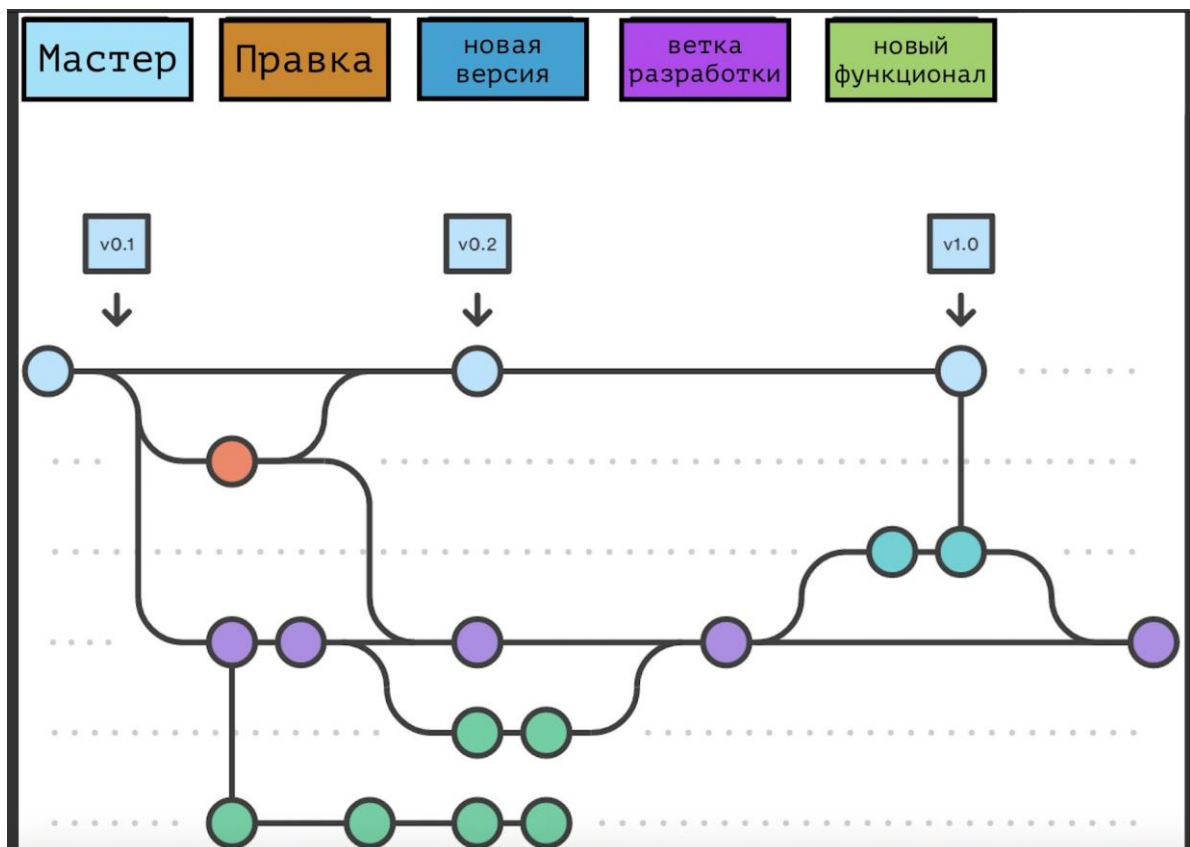 Мастер
Правка
новая
версия
ветка
разработки
новый
функционал
v0.1
v0.2
v1.0